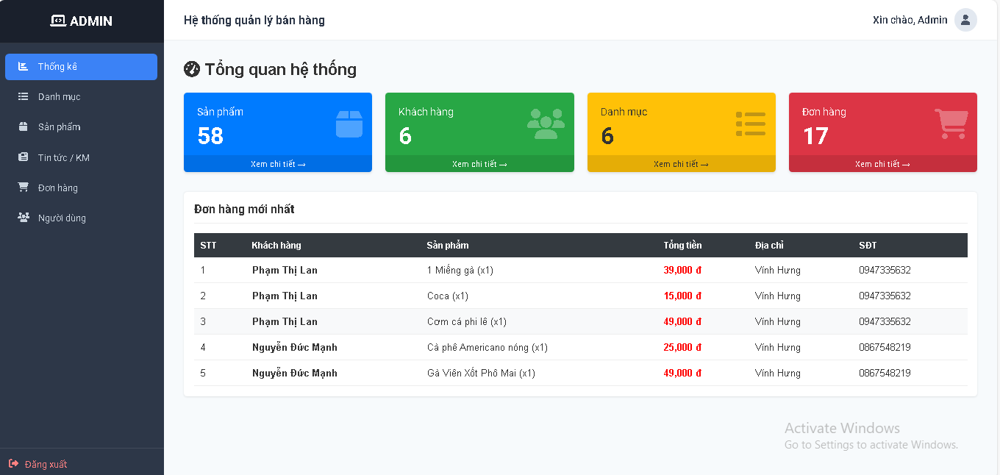 ADMIN
Hệ thống quản lý bán hàng
Xin chào, Admin
Thống kê
Danh mục
Sản phẩm
Tin tức / KM
Đơn hàng
Người dùng
Đăng xuất
Tổng quan hệ thống
Sản phẩm
58
Xem chi tiết →
Khách hàng
6
Xem chi tiết →
Danh mục
6
Xem chi tiết →
Đơn hàng
17
Xem chi tiết →
Đơn hàng mới nhất
STT Khách hàng Sản phẩm Tổng tiền Địa chỉ SĐT
1 Phạm Thị Lan 1 Miếng gà (x1) 39,000 đ Vính Hưng 0947335632
2 Phạm Thị Lan Coca (x1) 15,000 đ Vính Hưng 0947335632
3 Phạm Thị Lan Cơm cá phi lê (x1) 49,000 đ Vính Hưng 0947335632
4 Nguyễn Đức Mạnh Cà phê Americano nóng (x1) 25,000 đ Vính Hưng 0867548219
5 Nguyễn Đức Mạnh Gà Viên Xốt Phô Mai (x1) 49,000 đ Vính Hưng 0867548219
Activate Windows
Go to Settings to activate Windows.